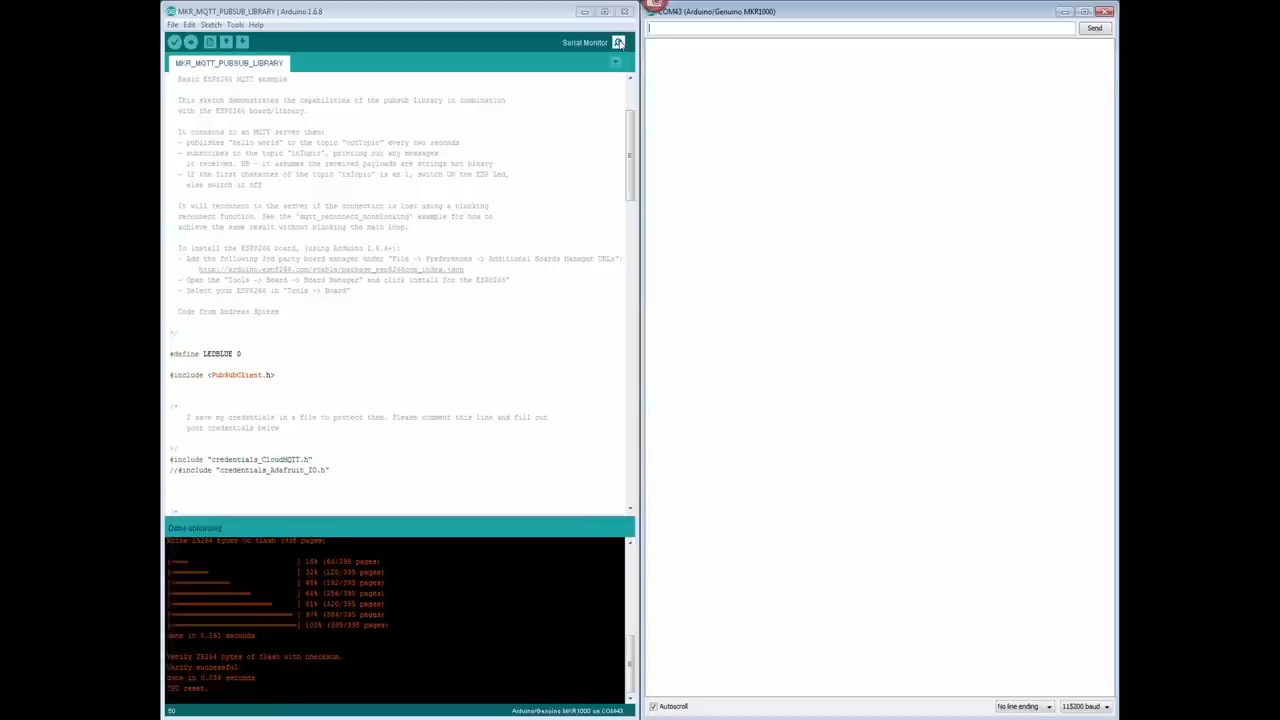 MKR_MQTT_PUBSUB_LIBRARY | Arduino 1.6.8
File Edit Sketch Tools Help
Serial Monitor
MKR_MQTT_PUBSUB_LIBRARY
Basic ESP8266 MQTT example
This sketch demonstrates the capabilities of the pubsub library in combination
with the ESP8266 board/library.
It connects to an MQTT server then:
- publishes "hello world" to the topic "outTopic" every two seconds
- subscribes to the topic "inTopic", printing out any messages
it receives. NB - it assumes the received payloads are strings not binary
- If the first character of the topic "inTopic" is an 1, switch ON the ESP Led,
else switch it off
It will reconnect to the server if the connection is lost using a blocking
reconnect function. See the 'mqtt_reconnect_nonblocking' example for how to
achieve the same result without blocking the main loop.
To install the ESP8266 board, (using Arduino 1.6.4+):
- Add the following 3rd party board manager under "File -> Preferences -> Additional Boards Manager URLs":
http://arduino.esp8266.com/stable/package_esp8266com_index.json
- Open the "Tools -> Board -> Board Manager" and click install for the ESP8266"
- Select your ESP8266 in "Tools -> Board"
Code from Andreas Spiess
*/
#define LEDBLUE 0
#include <PubSubClient.h>
/*
I save my credentials in a file to protect them. Please comment this line and fill out
your credentials below
*/
#include "credentials_CloudMQTT.h"
//#include "credentials_Adafruit_IO.h"
/*
Done uploading.
Write 25264 bytes to flash (395 pages)
[===== ] 16% (64/395 pages)
[========= ] 32% (128/395 pages)
[============== ] 48% (192/395 pages)
[=================== ] 64% (256/395 pages)
[======================== ] 81% (320/395 pages)
[============================= ] 97% (384/395 pages)
[==============================] 100% (395/395 pages)
done in 0.161 seconds
Verify 25264 bytes of flash with checksum.
Verify successful
done in 0.034 seconds
CPU reset.
50
Arduino/Genuino MKR1000 on COM43
COM43 (Arduino/Genuino MKR1000)
Send
Autoscroll
No line ending
115200 baud